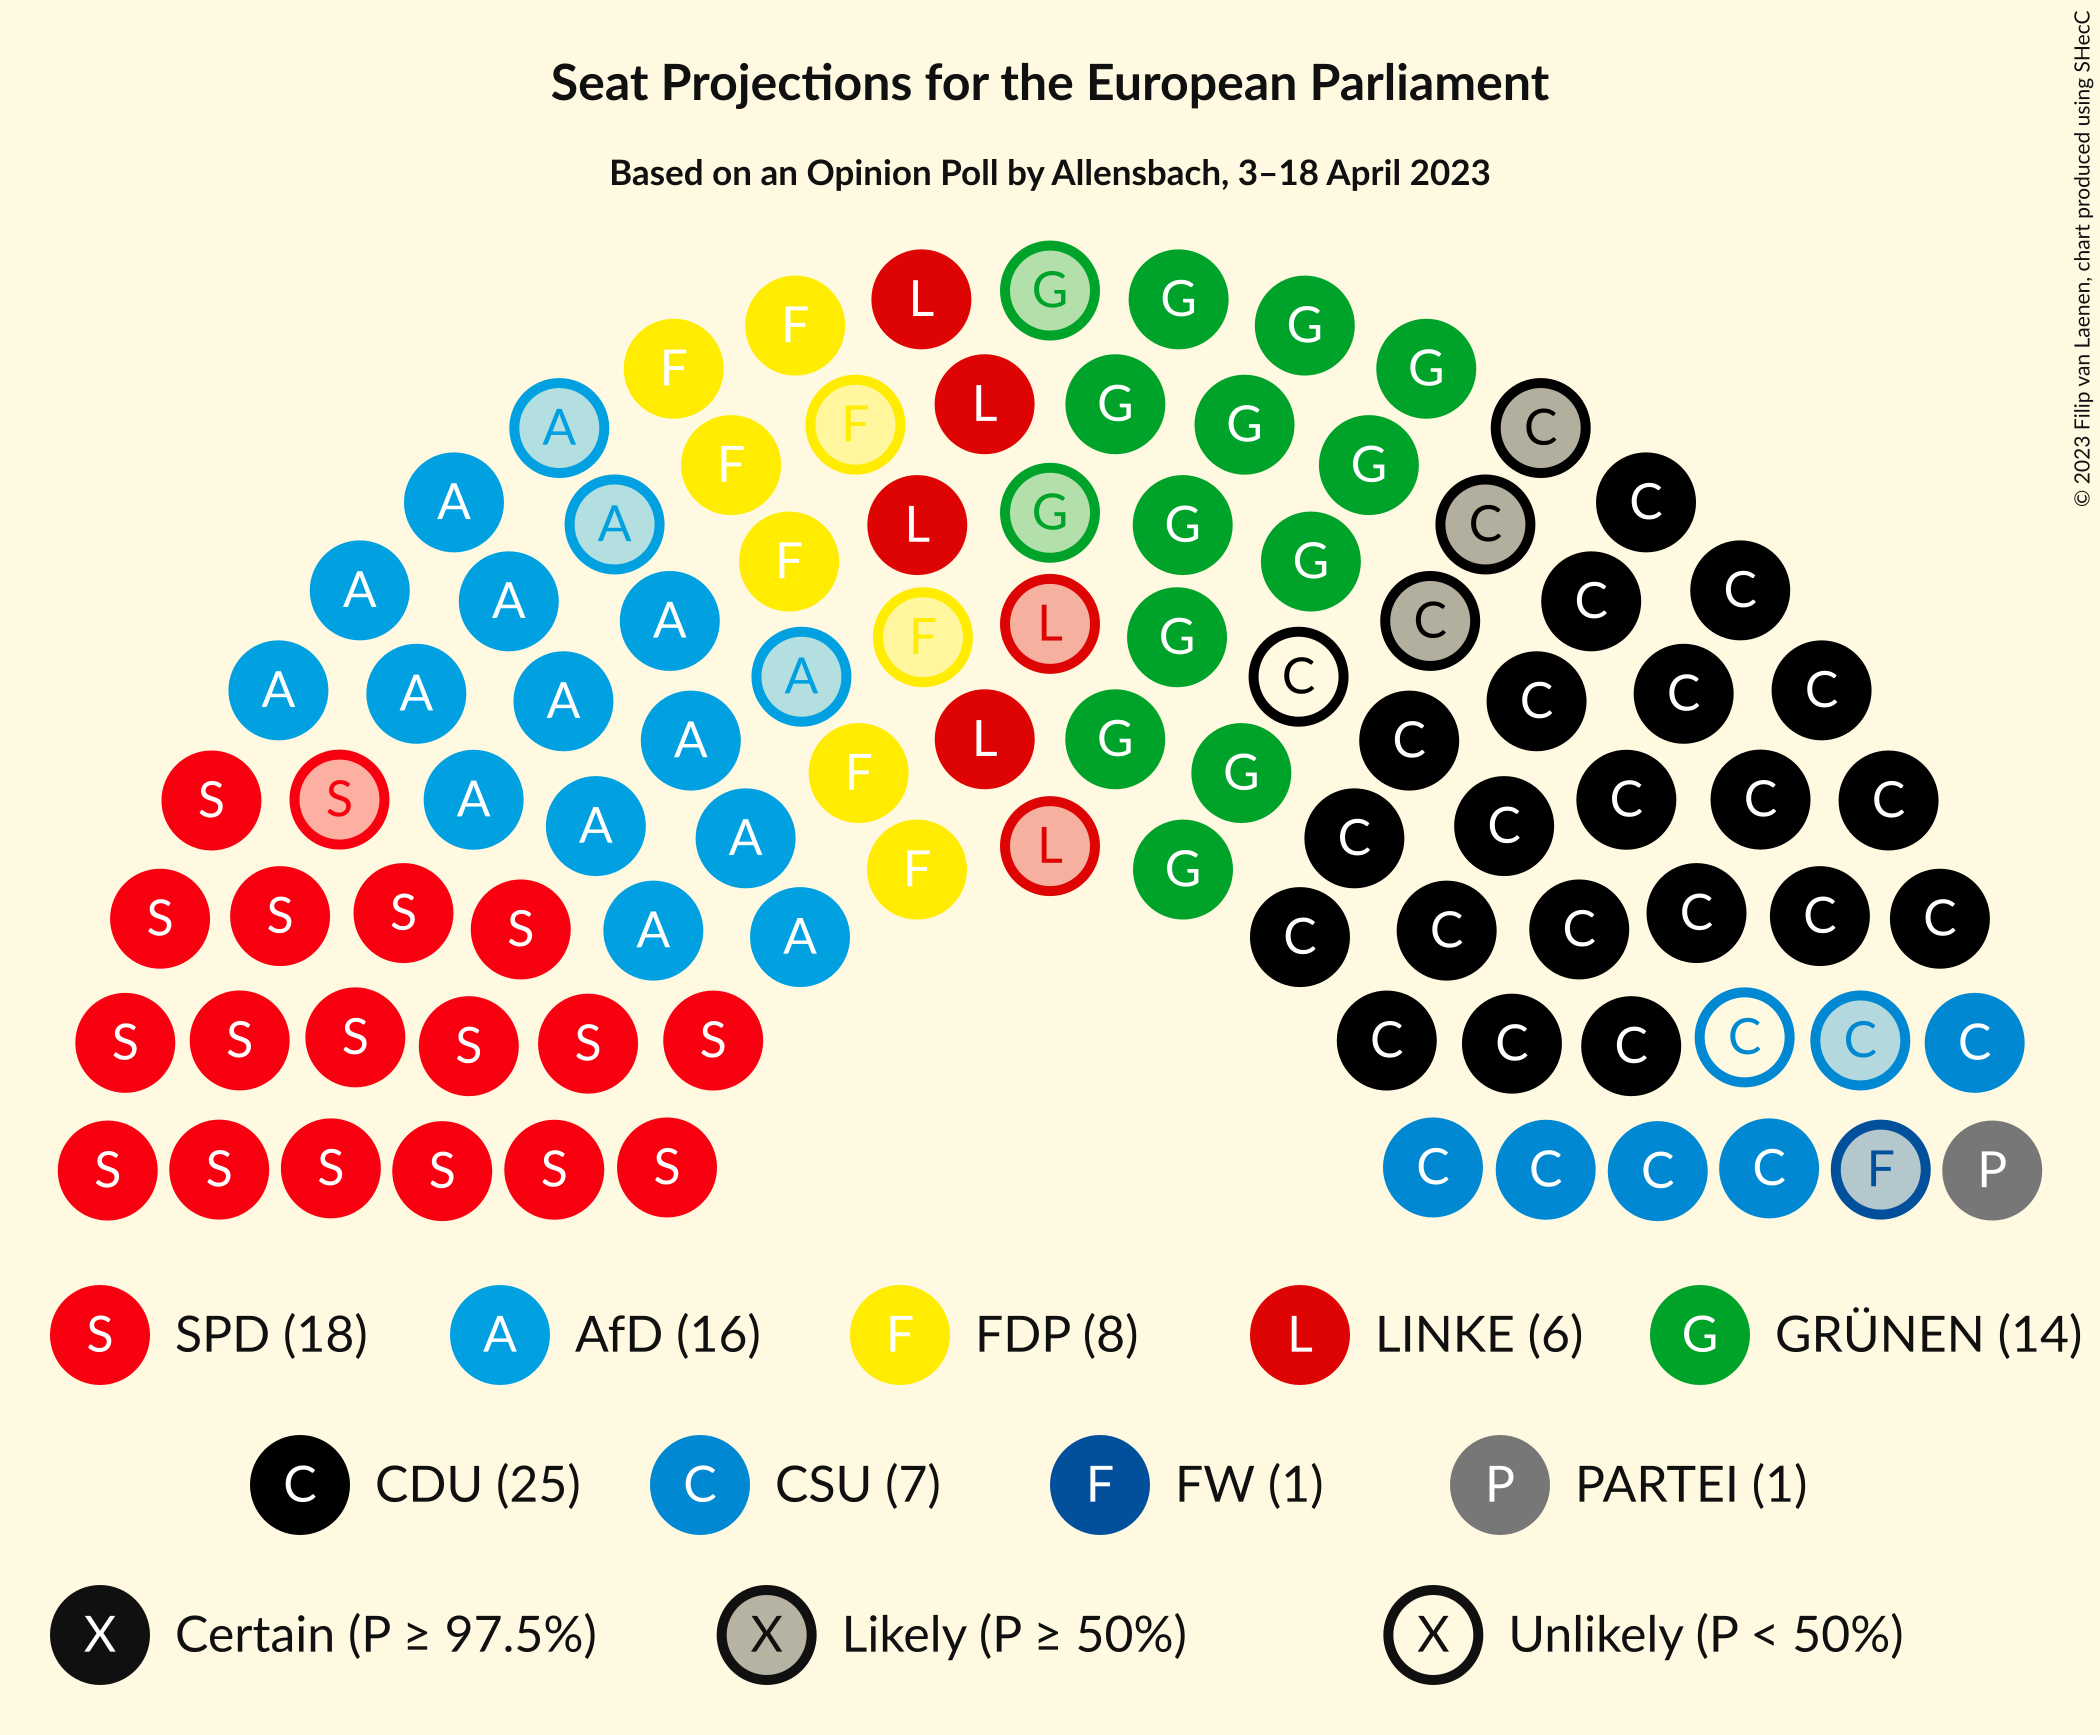 Seat Projections for the European Parliament
Based on an Opinion Poll by Allensbach, 3–18 April 2023
© 2023 Filip van Laenen, chart produced using SHecC
L G G
F F G G
A F F L G G G C C
A A F L G G G C C
A A A F L G G C C C
A A A A F L G C C C C C
S S A A A F L G G C C C C C
S S S S A A F L G C C C C C C
S S S S S S C C C C C C
S S S S S S C C C C F P
S SPD (18) A AfD (16) F FDP (8) L LINKE (6) G GRÜNEN (14)
C CDU (25) C CSU (7) F FW (1) P PARTEI (1)
X Certain (P ≥ 97.5%) X Likely (P ≥ 50%) X Unlikely (P < 50%)